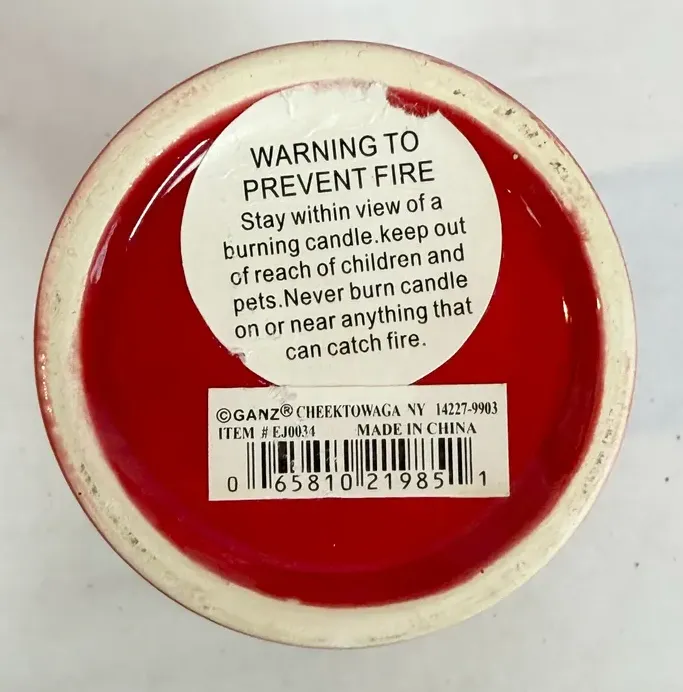 WARNING TO
PREVENT FIRE
Stay within view of a
burning candle.keep out
of reach of children and
pets.Never burn candle
on or near anything that
can catch fire.
©GANZ® CHEEKTOWAGA NY 14227-9903
ITEM # EJ0034 MADE IN CHINA
0 65810 21985 1